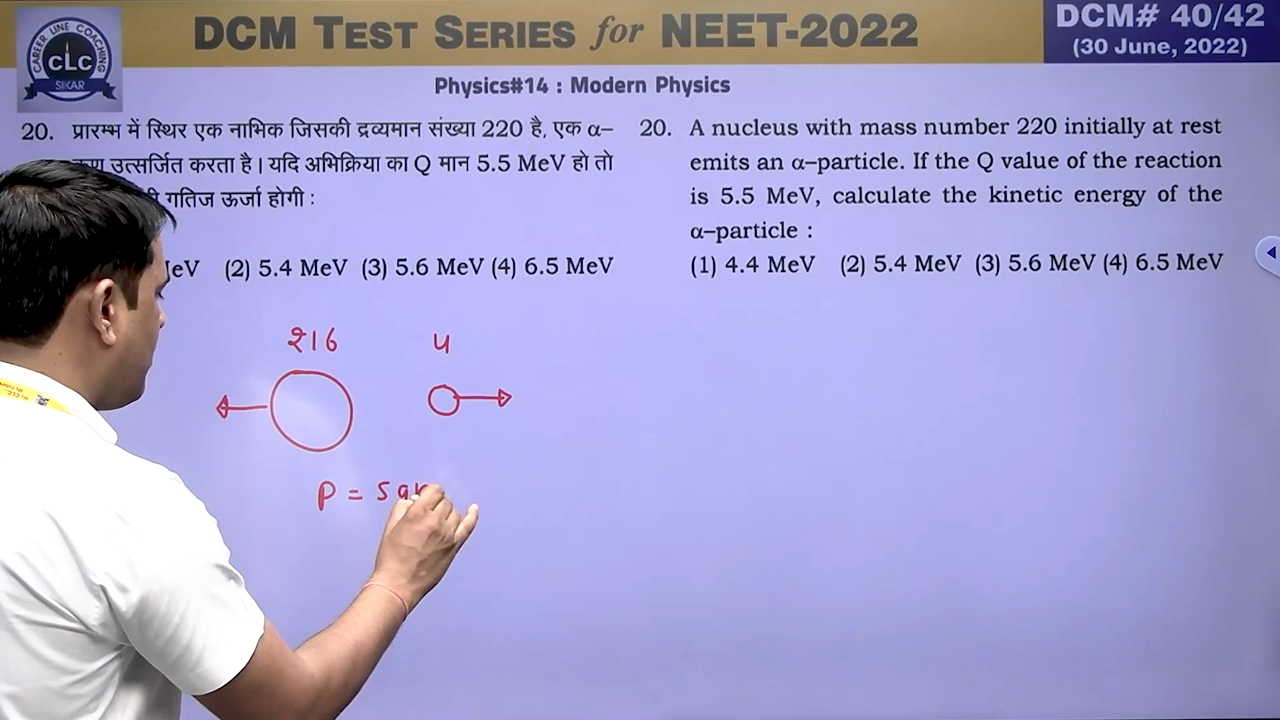 DCM TEST SERIES for NEET-2022
DCM# 40/42
(30 June, 2022)
CAREER LINE COACHING
CLC
SIKAR
Physics#14 : Modern Physics
20. प्रारम्भ में स्थिर एक नाभिक जिसकी द्रव्यमान संख्या 220 है, एक α–
उत्सर्जित करता है। यदि अभिक्रिया का Q मान 5.5 MeV हो तो
गतिज ऊर्जा होगी :
(2) 5.4 MeV (3) 5.6 MeV (4) 6.5 MeV
20. A nucleus with mass number 220 initially at rest
emits an α–particle. If the Q value of the reaction
is 5.5 MeV, calculate the kinetic energy of the
α–particle :
(1) 4.4 MeV (2) 5.4 MeV (3) 5.6 MeV (4) 6.5 MeV
216 4
P =